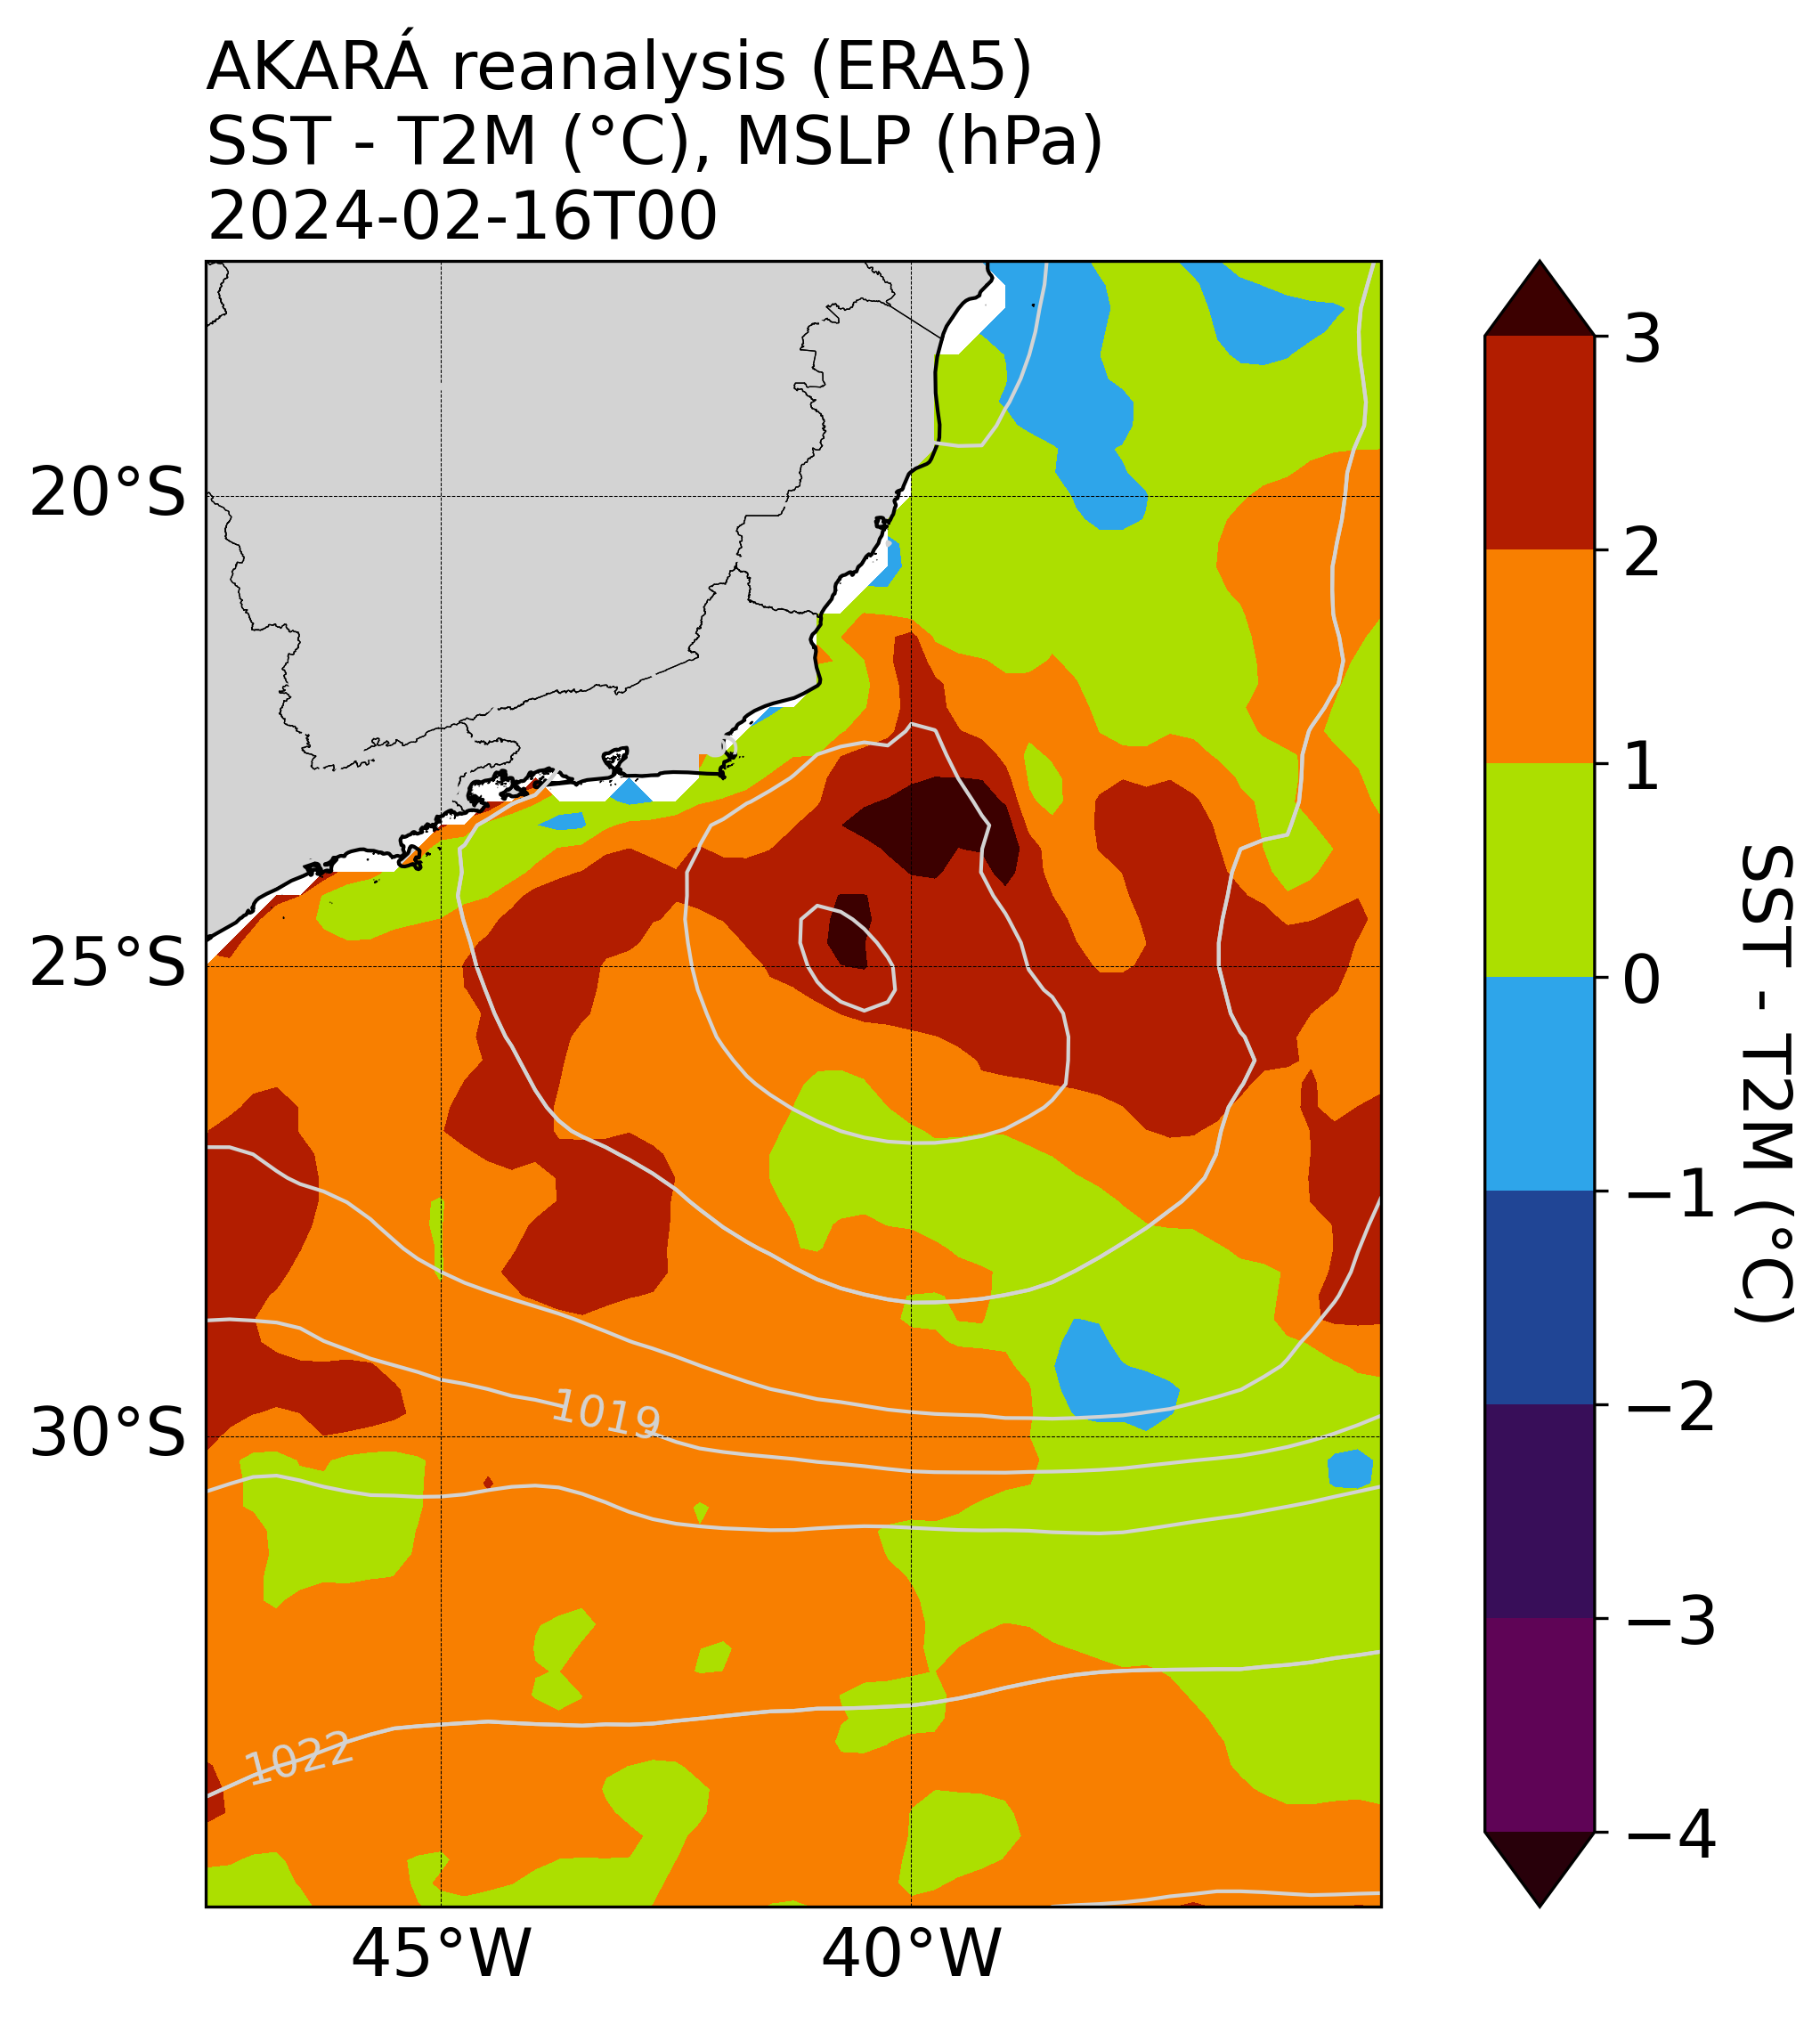 AKARÁ reanalysis (ERA5)
SST - T2M (°C), MSLP (hPa)
2024-02-16T00
20°S
25°S
30°S
45°W
40°W
1019
1022
3
2
1
0
−1
−2
−3
−4
SST - T2M (°C)